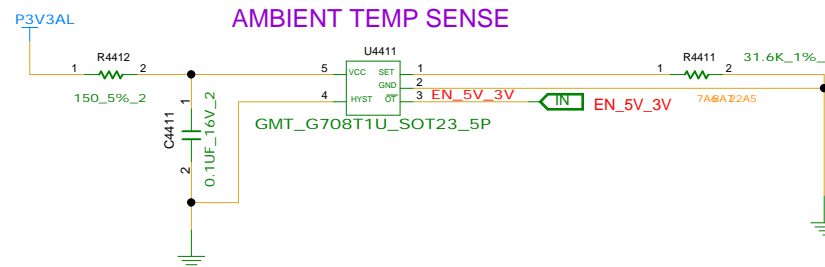 AMBIENT TEMP SENSE
P3V3AL
R4412
1 2
150_5%_2
U4411
5 VCC SET 1
GND 2
4 HYST OT 3
EN_5V_3V
IN EN_5V_3V
GMT_G708T1U_SOT23_5P
R4411
1 2
31.6K_1%_
C4411
1
2
0.1UF_16V_2